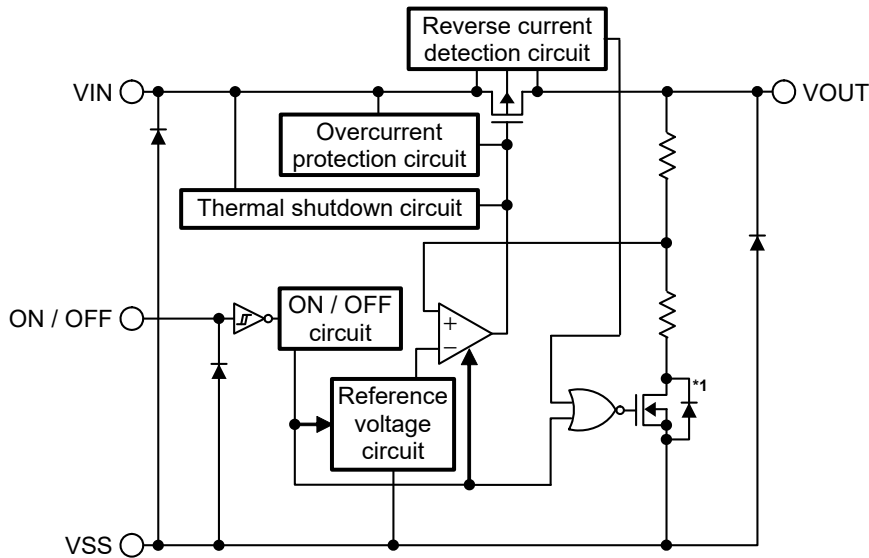 Reverse current
detection circuit
VIN
VOUT
Overcurrent
protection circuit
Thermal shutdown circuit
ON / OFF
ON / OFF
circuit
+
−
Reference
voltage
circuit
*1
VSS